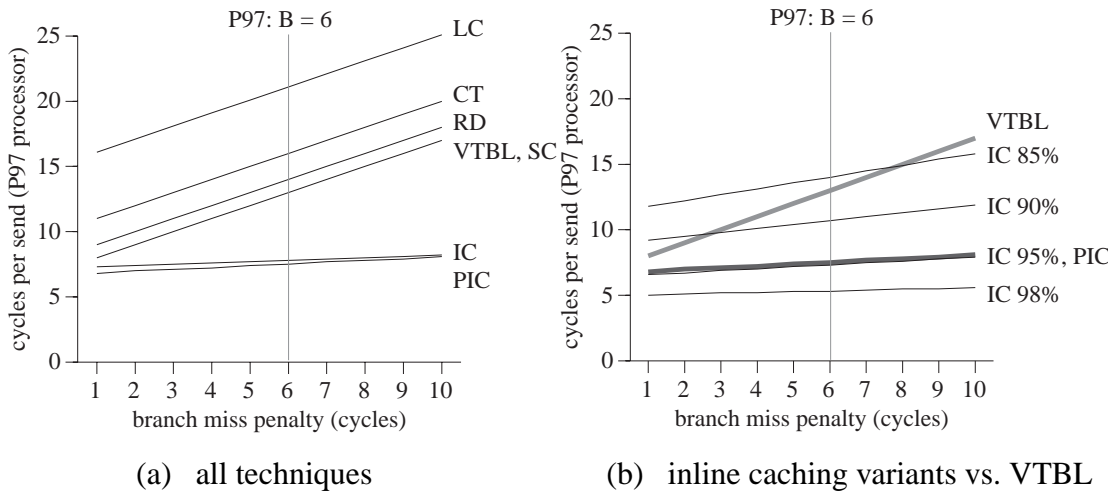 P97: B = 6
cycles per send (P97 processor)
25
20
15
10
5
0
LC
CT
RD
VTBL, SC
IC
PIC
1 2 3 4 5 6 7 8 9 10
branch miss penalty (cycles)
(a) all techniques
P97: B = 6
cycles per send (P97 processor)
25
20
15
10
5
0
VTBL
IC 85%
IC 90%
IC 95%, PIC
IC 98%
1 2 3 4 5 6 7 8 9 10
branch miss penalty (cycles)
(b) inline caching variants vs. VTBL